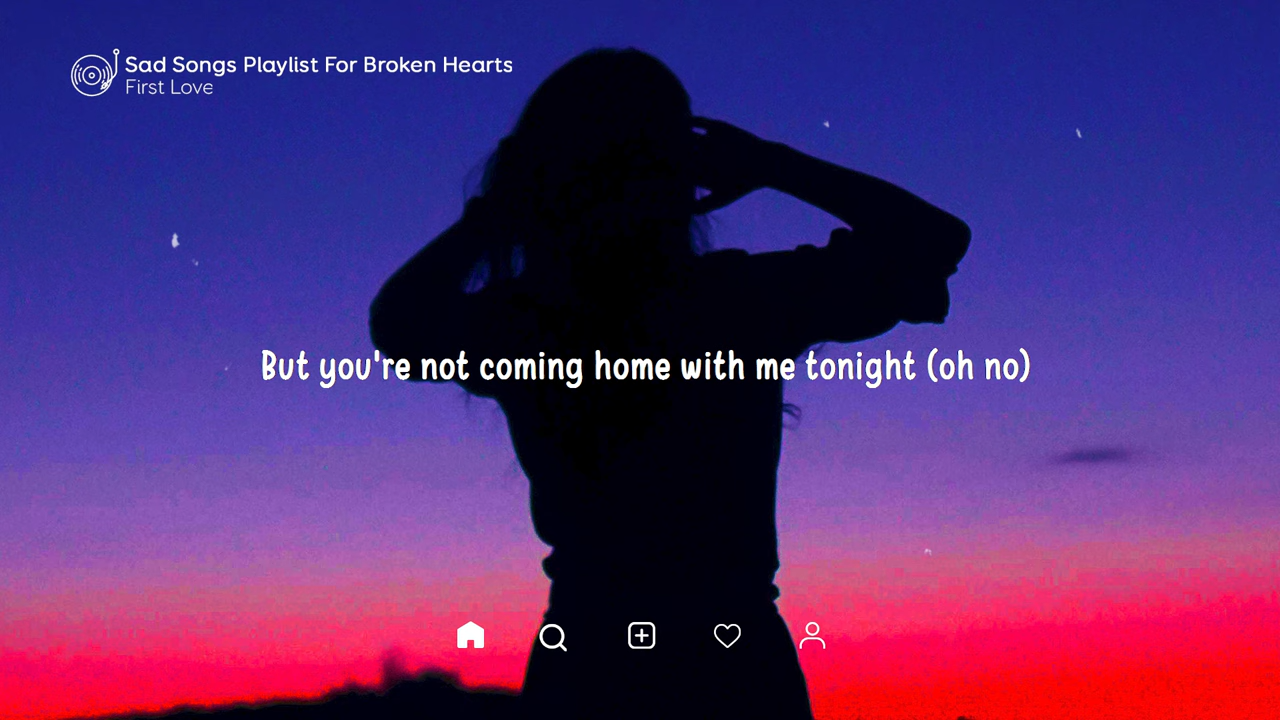 Sad Songs Playlist For Broken Hearts
First Love
But you're not coming home with me tonight (oh no)